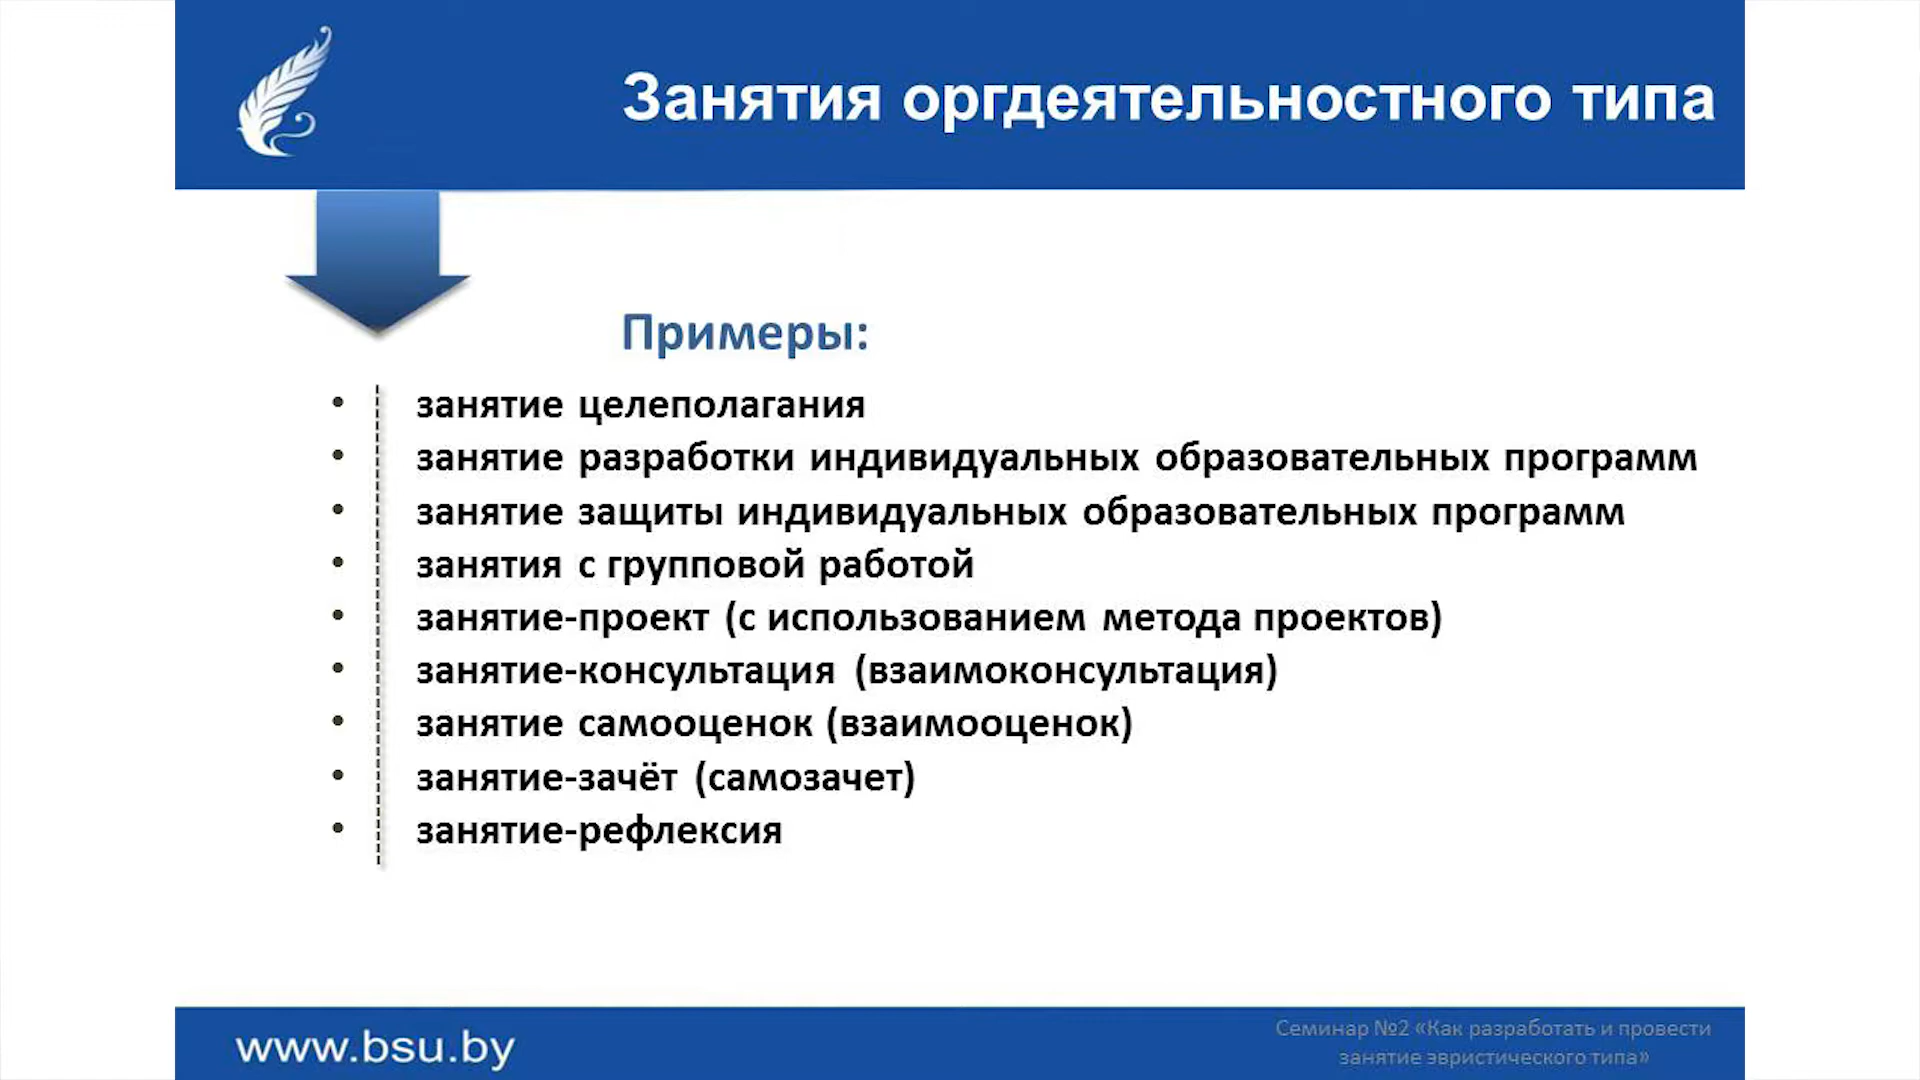 Занятия оргдеятельностного типа
Примеры:
• занятие целеполагания
• занятие разработки индивидуальных образовательных программ
• занятие защиты индивидуальных образовательных программ
• занятия с групповой работой
• занятие-проект (с использованием метода проектов)
• занятие-консультация (взаимоконсультация)
• занятие самооценок (взаимооценок)
• занятие-зачёт (самозачет)
• занятие-рефлексия
www.bsu.by
Семинар №2 «Как разработать и провести
занятие эвристического типа»